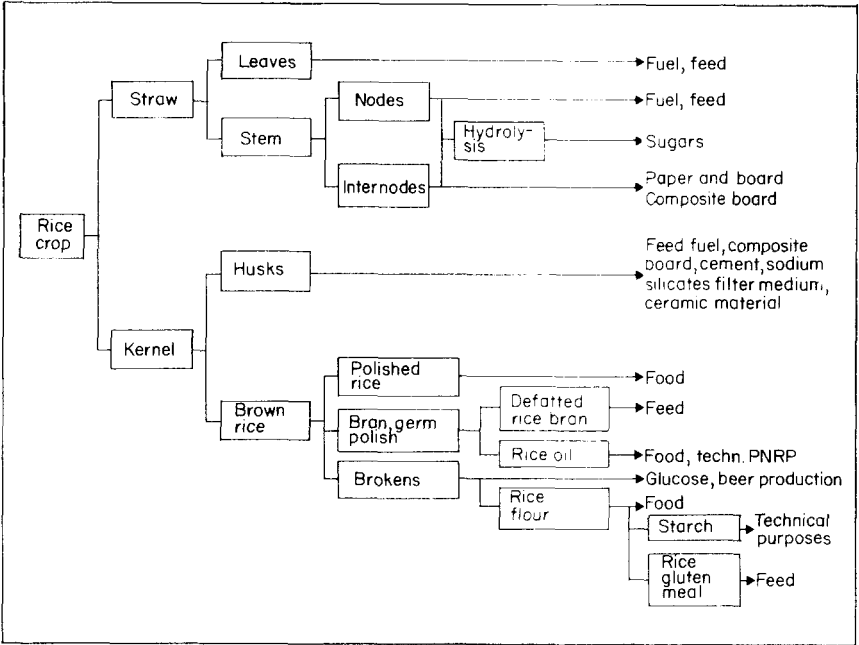 Leaves
Fuel, feed
Straw
Nodes
Fuel, feed
Stem
Hydroly-
sis
Sugars
Internodes
Paper and board
Composite board
Rice
crop
Husks
Feed fuel, composite
board, cement, sodium
silicates filter medium,
ceramic material
Kernel
Polished
rice
Food
Brown
rice
Bran, germ
polish
Defatted
rice bran
Feed
Rice oil
Food, techn. PNRP
Brokens
Glucose, beer production
Rice
flour
Food
Starch
Technical
purposes
Rice
gluten
meal
Feed